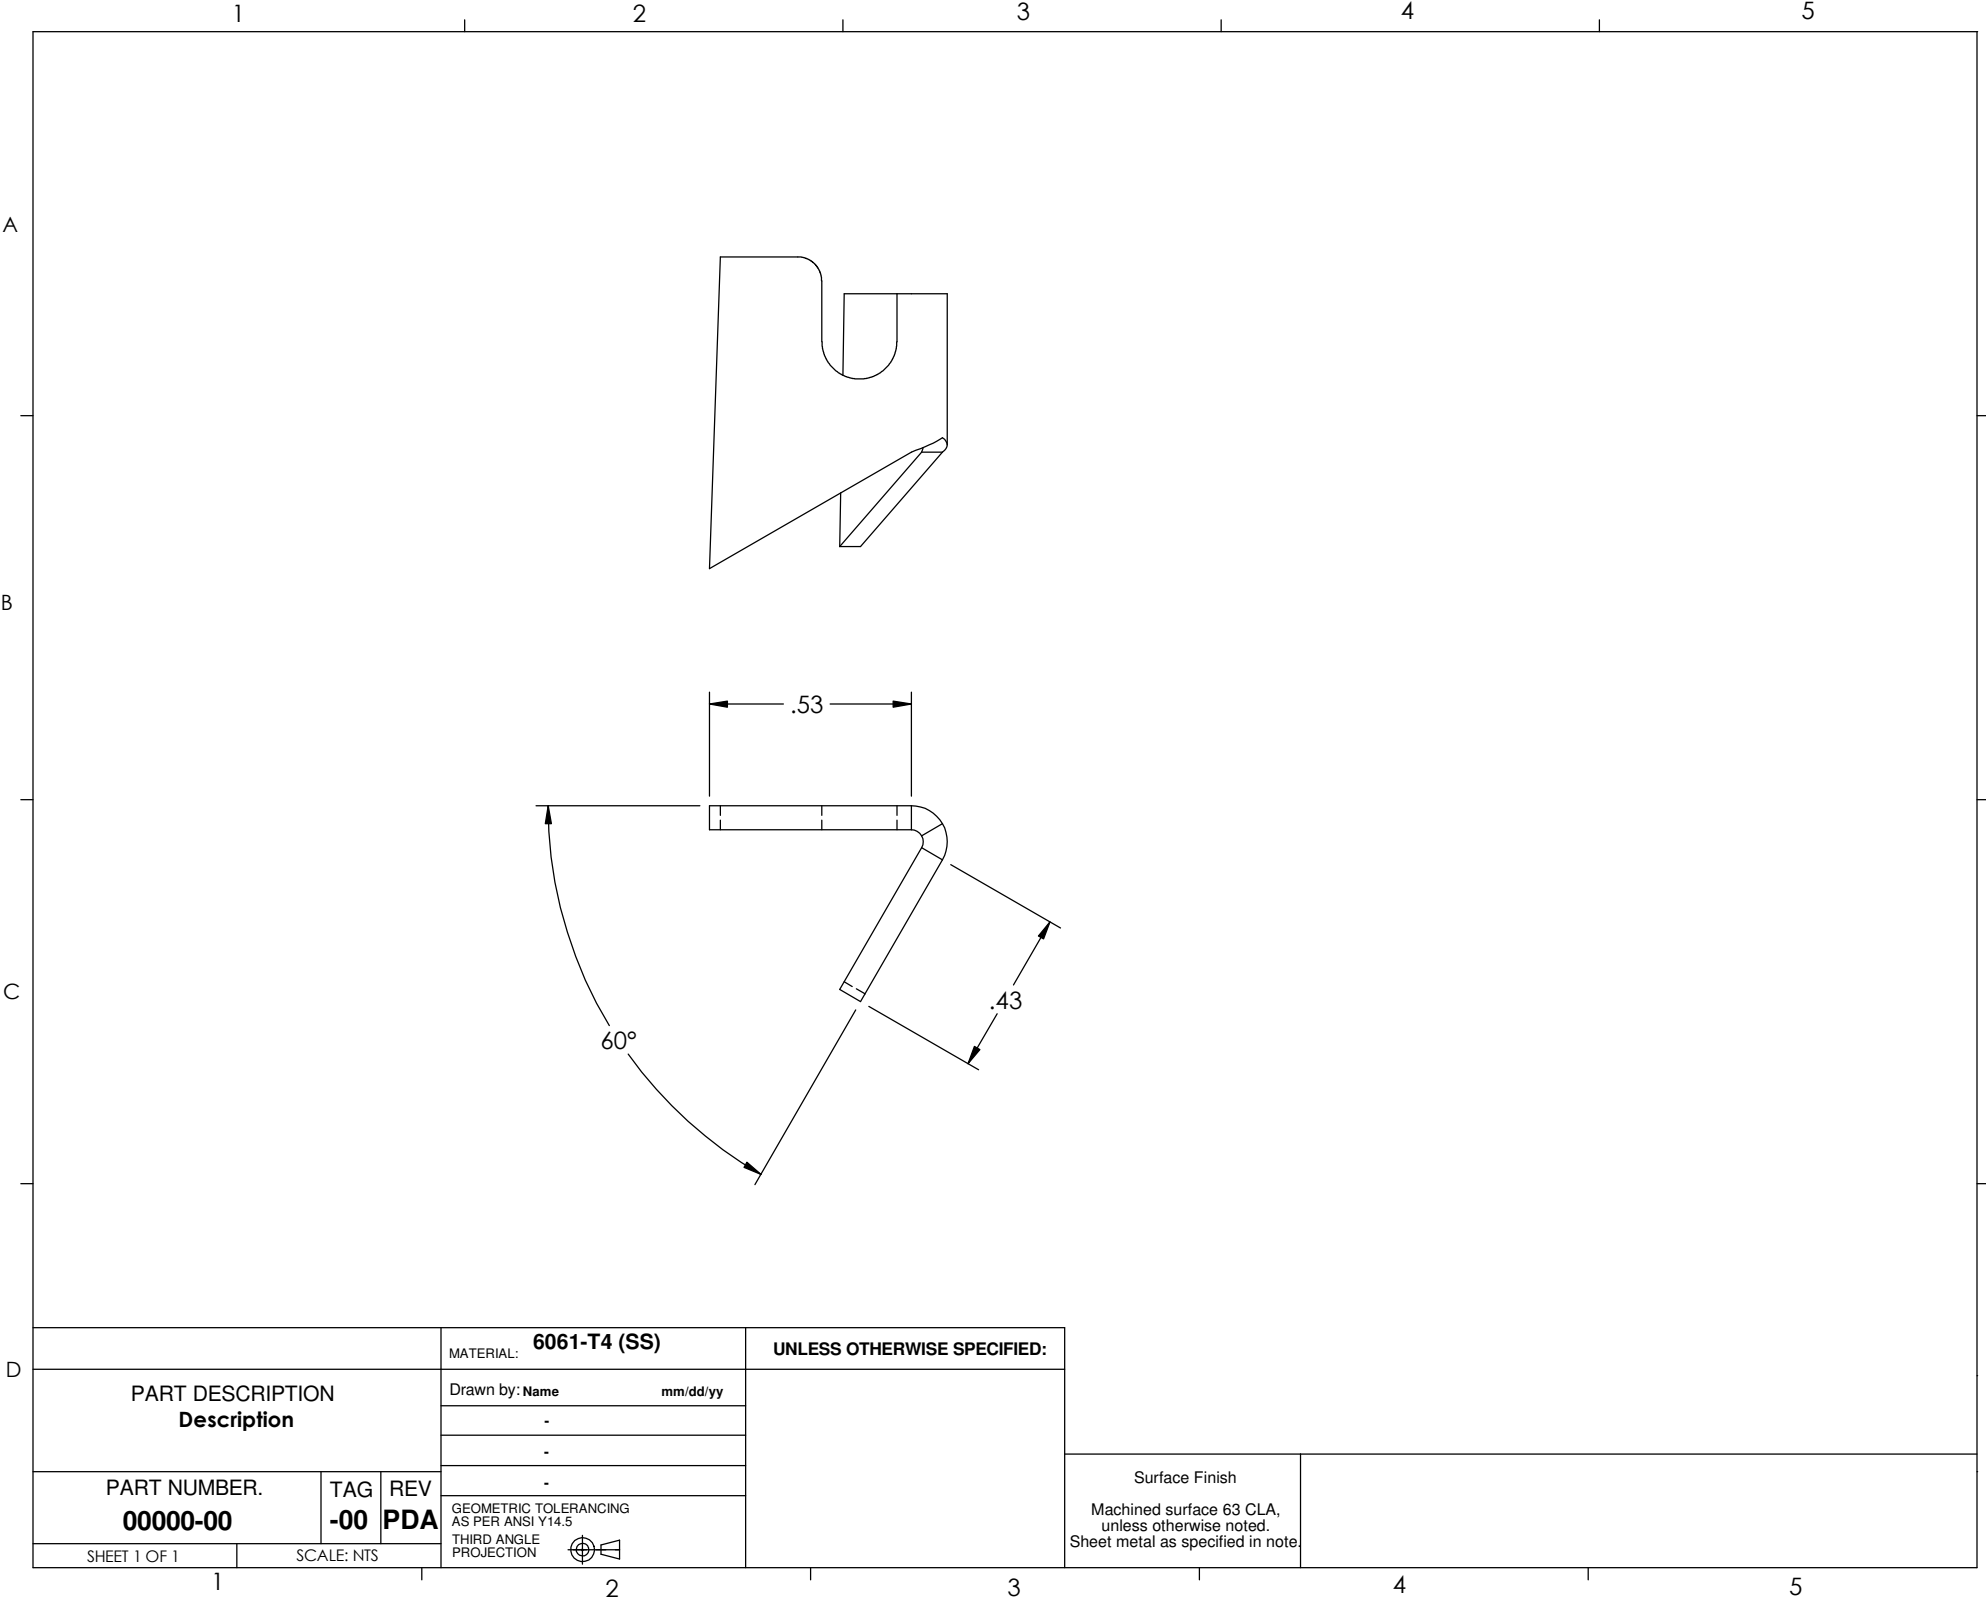 1 2 3 4 5
A
B
.53
C
.43
60°
D
MATERIAL: 6061-T4 (SS)
UNLESS OTHERWISE SPECIFIED:
PART DESCRIPTION
Description
Drawn by: Name mm/dd/yy
-
-
-
PART NUMBER.
00000-00
TAG
-00
REV
PDA
GEOMETRIC TOLERANCING
AS PER ANSI Y14.5
THIRD ANGLE
PROJECTION
SHEET 1 OF 1
SCALE: NTS
Surface Finish
Machined surface 63 CLA,
unless otherwise noted.
Sheet metal as specified in note.
1 2 3 4 5